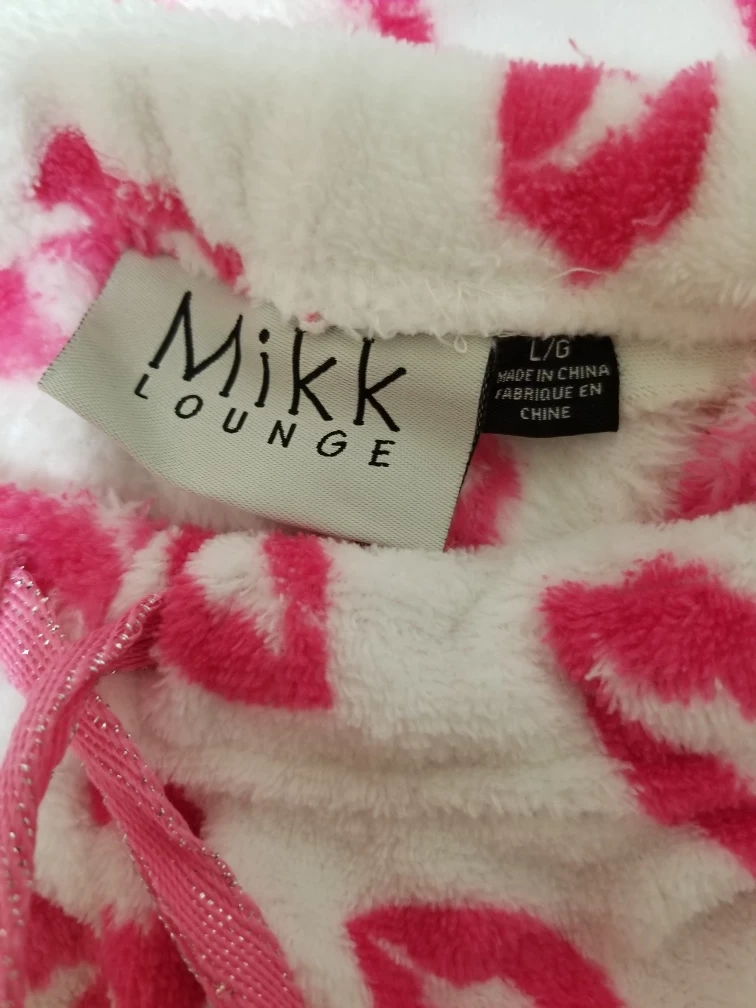 Mikk
LOUNGE
L/G
MADE IN CHINA
FABRIQUE EN
CHINE